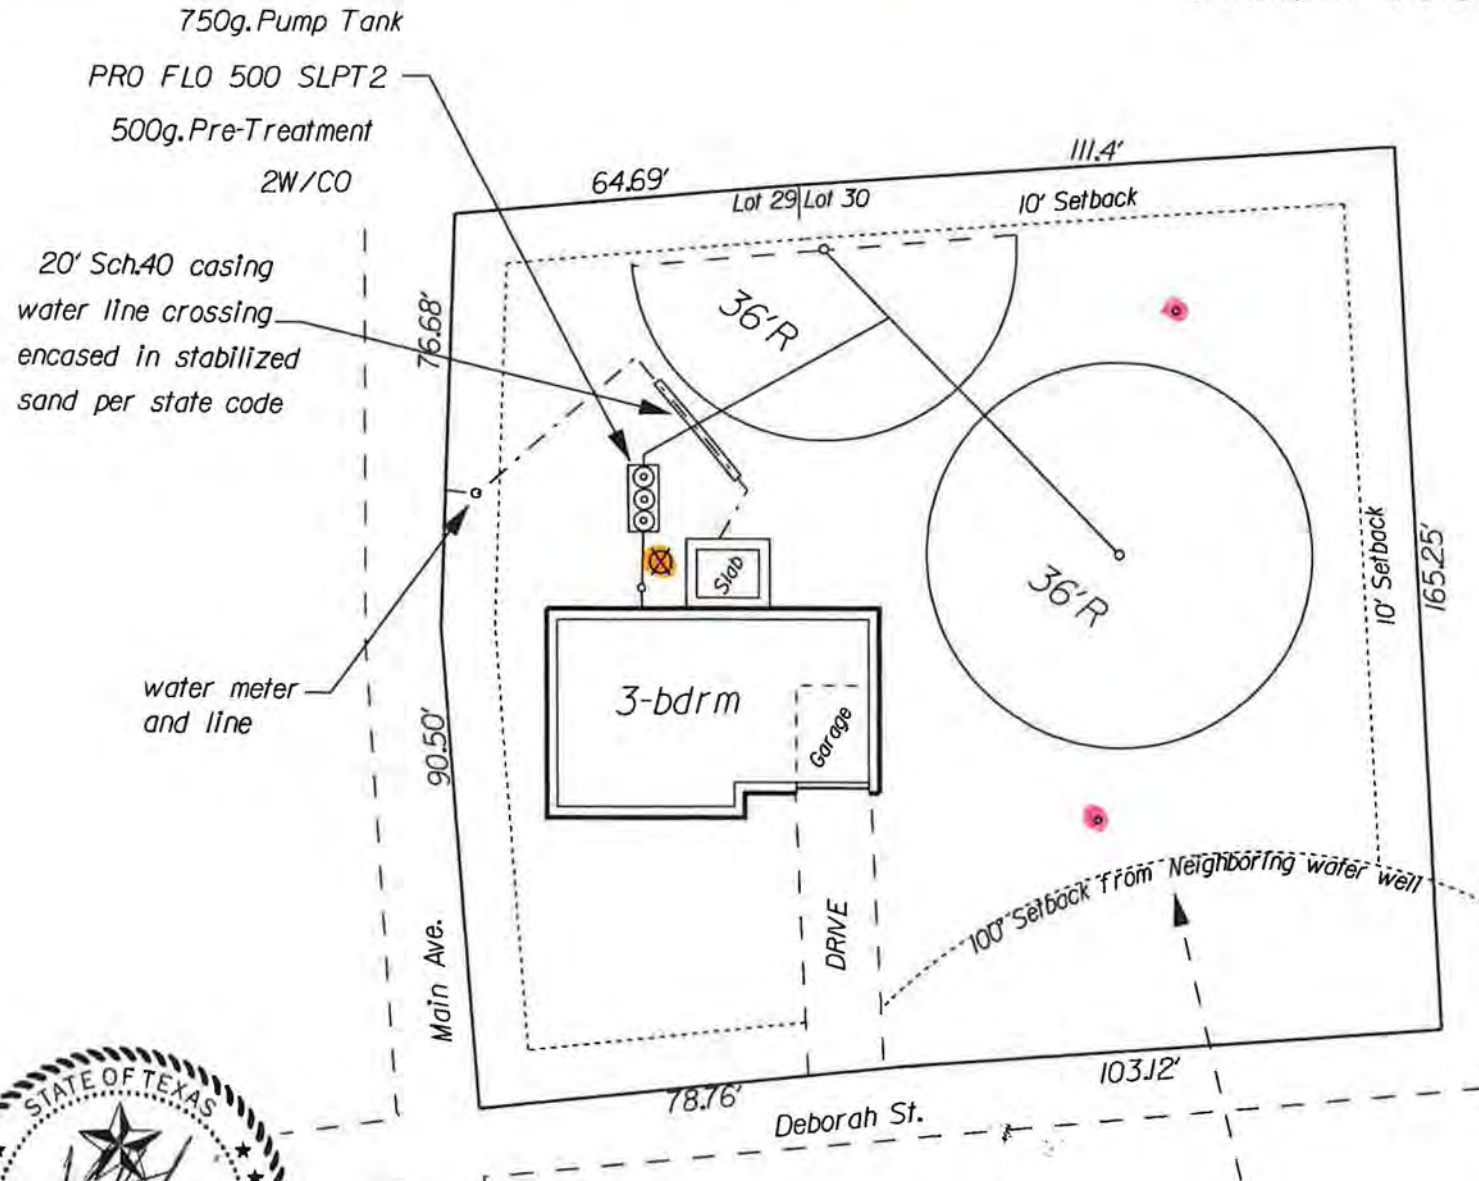 750g.Pump Tank
PRO FLO 500 SLPT2
500g.Pre-Treatment
2W/CO
20' Sch.40 casing
water line crossing
encased in stabilized
sand per state code
water meter
and line
64.69'
111.4'
Lot 29 Lot 30
10' Setback
76.68'
36'R
36'R
10' Setback
165.25'
Slab
3-bdrm
Garage
90.50'
Main Ave.
DRIVE
100' Setback from Neighboring water well
78.76'
103.12'
Deborah St.
STATE OF TEXAS